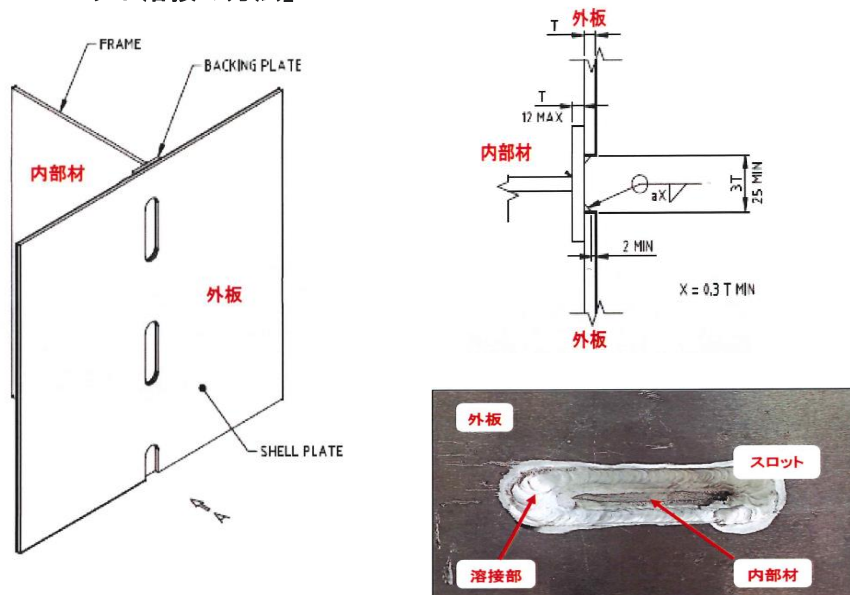 FRAME
BACKING PLATE
内部材
外板
SHELL PLATE
A
外板
T
T
12 MAX
内部材
aX
3T
25 MIN
2 MIN
X = 0,3 T MIN
外板
外板
スロット
溶接部
内部材